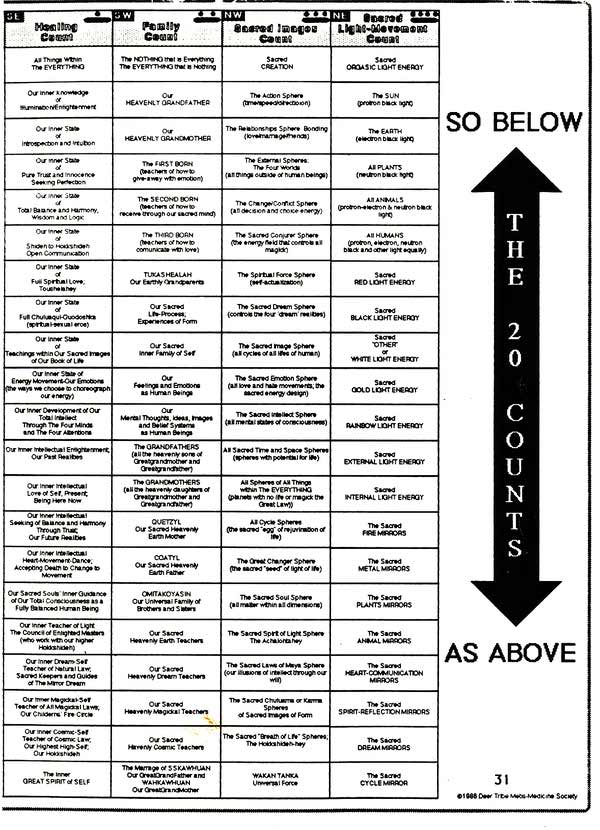 SE
Healing
Count
SW
Family
Count
NW
Sacred Images
Count
NE
Sacred
Light-Movement
Count
All Things Within
The EVERYTHING
The NOTHING that is Everything
The EVERYTHING that is Nothing
Sacred
CREATION
Sacred
ORGASIC LIGHT ENERGY
Our Inner Knowledge
of
Illumination/Enlightenment
Our
HEAVENLY GRANDFATHER
The Action Sphere
(time/speed/direction)
The SUN
(proton black light)
Our Inner State
of
Introspection and Intuition
Our
HEAVENLY GRANDMOTHER
The Relationships Sphere: Bonding
(love/marriage/friends)
The EARTH
(electron black light)
Our Inner State
of
Pure Trust and Innocence
Seeking Perfection
The FIRST BORN
(teachers of how to
give-away with emotion)
The External Spheres:
The Four Worlds
(all things outside of human beings)
All PLANTS
(neutron black light)
Our Inner State
of
Total Balance and Harmony,
Wisdom and Logic
The SECOND BORN
(teachers of how to
receive through our sacred mind)
The Change/Conflict Sphere
(all decision and choice energy)
All ANIMALS
(protron-electron & neutron black
light)
Our Inner State
of
Shideh to Hokkshideh
Open Communication
The THIRD BORN
(teachers of how to
comunicate with love)
The Sacred Conjurer Sphere
(the energy field that controls all
magick)
All HUMANS
(protron, electron, neutron
black and other light equally)
Our Inner State
of
Full Spiritual Love;
Toushelahey
TUKASHEALAH
Our Earthly Grandparents
The Spiritual Force Sphere
(self-actualization)
Sacred
RED LIGHT ENERGY
Our Inner State
of
Full Chuluaqui-Quodoshka
(spiritual-sexual eros)
Our Sacred
Life-Process;
Experiences of Form
The Sacred Dream Sphere
(controls the four 'dream' realities)
Sacred
BLACK LIGHT ENERGY
Our Inner State
of
Teachings within Our Sacred Images
of Our Book of Life
Our Sacred
Inner Family of Self
The Sacred Image Sphere
(all cycles of all lifes of human)
Sacred
"OTHER"
or
WHITE LIGHT ENERGY
Our Inner State of
Energy Movement-Our Emotions
(the ways we choose to choreograph
our energy)
Our
Feelings and Emotions
as Human Beings
The Sacred Emotion Sphere
(all love and hate movements; the
sacred energy design)
Sacred
GOLD LIGHT ENERGY
Our Inner Development of Our
Total Intellect
Through The Four Minds
and The Four Attentions
Our
Mental Thoughts, Ideas, Images
and Belief Systems
as Human Beings
The Sacred Intellect Sphere
(all mental states of consciousness)
Sacred
RAINBOW LIGHT ENERGY
Our Inner Intellectual Enlightenment;
Our Past Realities
The GRANDFATHERS
(all the heavenly sons of
Greatgrandmother and
Greatgrandfather)
All Sacred Time and Space Spheres
(spheres with potential for life)
Sacred
EXTERNAL LIGHT ENERGY
Our Inner Intellectual
Love of Self, Present;
Being Here Now
The GRANDMOTHERS
(all the heavenly daughters of
Greatgrandmother and
Greatgrandfather)
All Spheres of All Things
within The EVERYTHING
(planets with no life or magick the
Great Law))
Sacred
INTERNAL LIGHT ENERGY
Our Inner Intellectual
Seeking of Balance and Harmony
Through Trust;
Our Future Realities
QUETZYL
Our Sacred Heavenly
Earth Mother
All Cycle Spheres
(the sacred "egg" of rejuvination of
life)
The Sacred
FIRE MIRRORS
Our Inner Intellectual
Heart-Movement-Dance;
Accepting Death to Change to
Movement
COATYL
Our Sacred Heavenly
Earth Father
The Great Changer Sphere
(the sacred "seed" of light of life)
The Sacred
METAL MIRRORS
Our Sacred Souls' Inner Guidance
of Our Total Consciousness as a
Fully Balanced Human Being
OMITAKOYASIN
Our Universal Family of
Brothers and Sisters
The Sacred Soul Sphere
(all matter within all dimensions)
The Sacred
PLANTS MIRRORS
Our Inner Teacher of Light
The Council of Enlighted Masters
(who work with our higher
Hokkshideh)
Our Sacred
Heavenly Earth Teachers
The Sacred Spirit of Light Sphere
The Achalontahey
The Sacred
ANIMAL MIRRORS
Our Inner Dream-Self
Teacher of Natural Law;
Sacred Keepers and Guides
of The Mirror Dream
Our Sacred
Heavenly Dream Teachers
The Sacred Laws of Maya Sphere
(our illusions of intellect through our
will)
The Sacred
HEART-COMMUNICATION
MIRRORS
Our Inner Magickal-Self
Teacher of All Magickal Laws;
Our Childrens' Fire Circle
Our Sacred
Heavenly Magickal Teachers
The Sacred Chuluama or Karma
Spheres
of Sacred Images of Form
The Sacred
SPIRIT-REFLECTION MIRRORS
Our Inner Cosmic-Self
Teacher of Cosmic Law;
Our Highest High-Self;
Our Hokkshideh
Our Sacred
Havenly Cosmic Teachers
The Sacred "Breath of Life" Spheres;
The Hokkshideh-hey
The Sacred
DREAM MIRRORS
The Inner
GREAT SPIRIT of SELF
The Marriage of SSKAWHUAN
Our GreatGrandFather and
WAHKAWHUAN
Our GreatGrandMother
WAKAN TANKA
Universal Force
The Sacred
CYCLE MIRROR
SO BELOW
THE 20 COUNTS
AS ABOVE
31
©1986 Deer Tribe Metis-Medicine Society